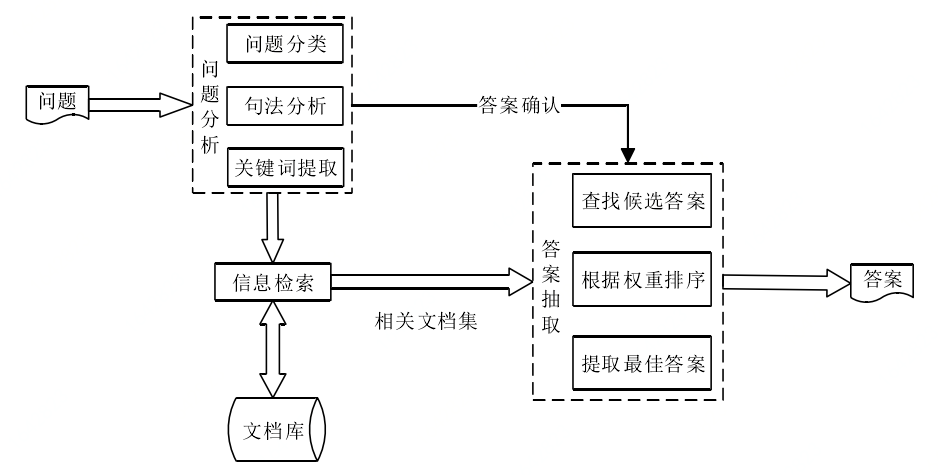 问题
问题分析
问题分类
句法分析
关键词提取
答案确认
信息检索
相关文档集
文档库
答案抽取
查找候选答案
根据权重排序
提取最佳答案
答案